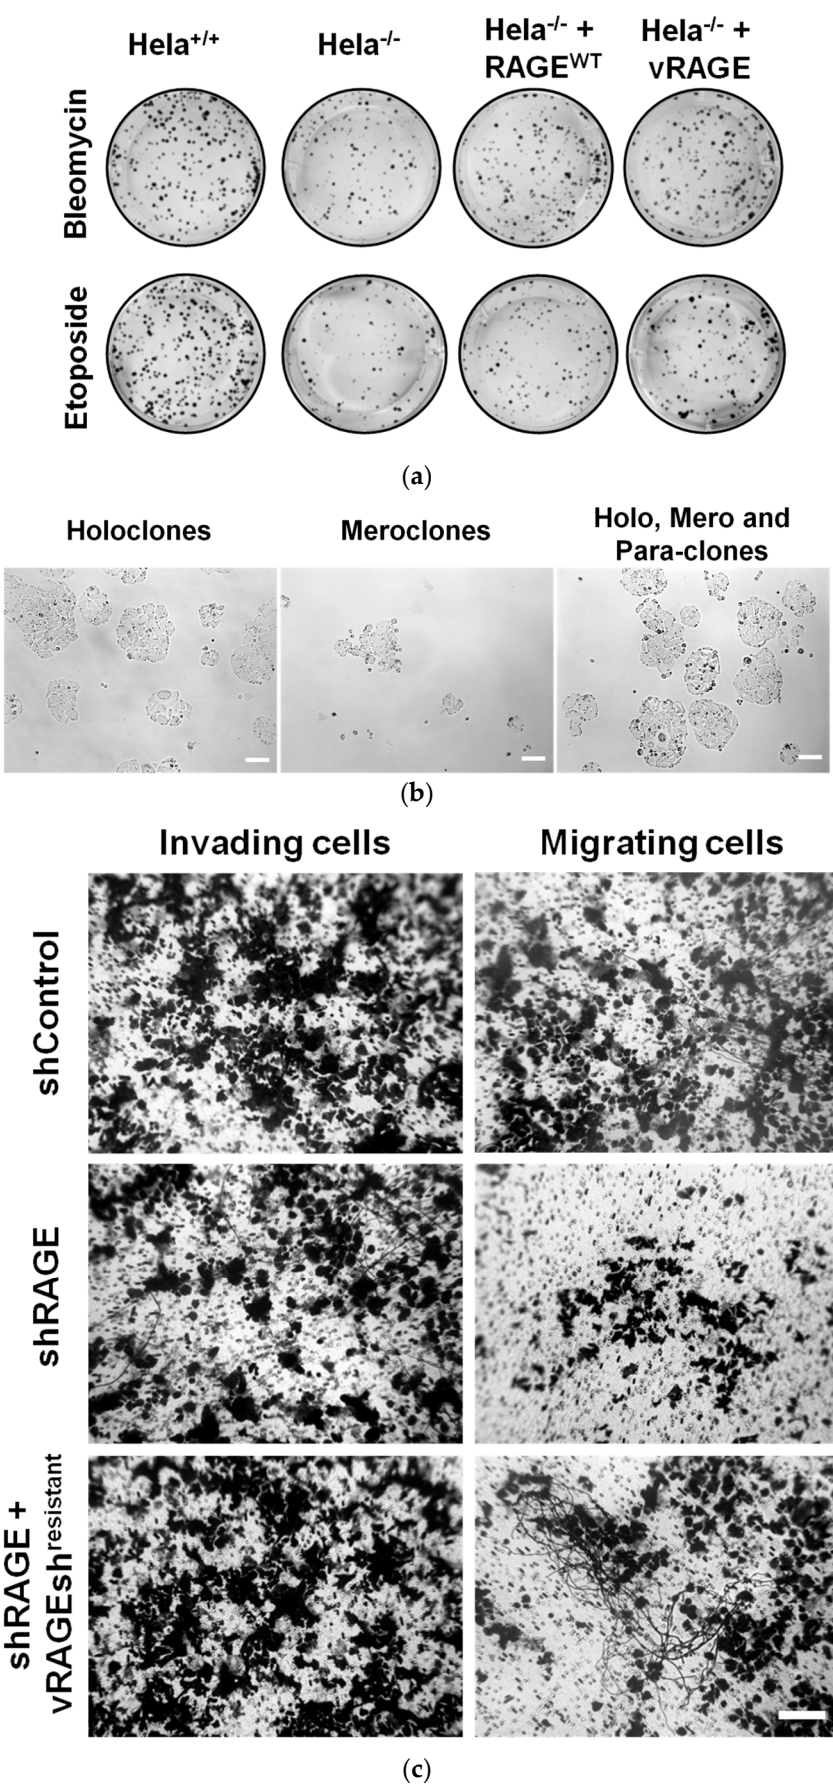 Hela+/+ Hela-/- Hela-/- + Hela-/- +
RAGEWT vRAGE
Bleomycin
Etoposide
(a)
Holoclones Meroclones Holo, Mero and
Para-clones
(b)
Invading cells Migrating cells
shControl
shRAGE
shRAGE +
vRAGEshresistant
(c)